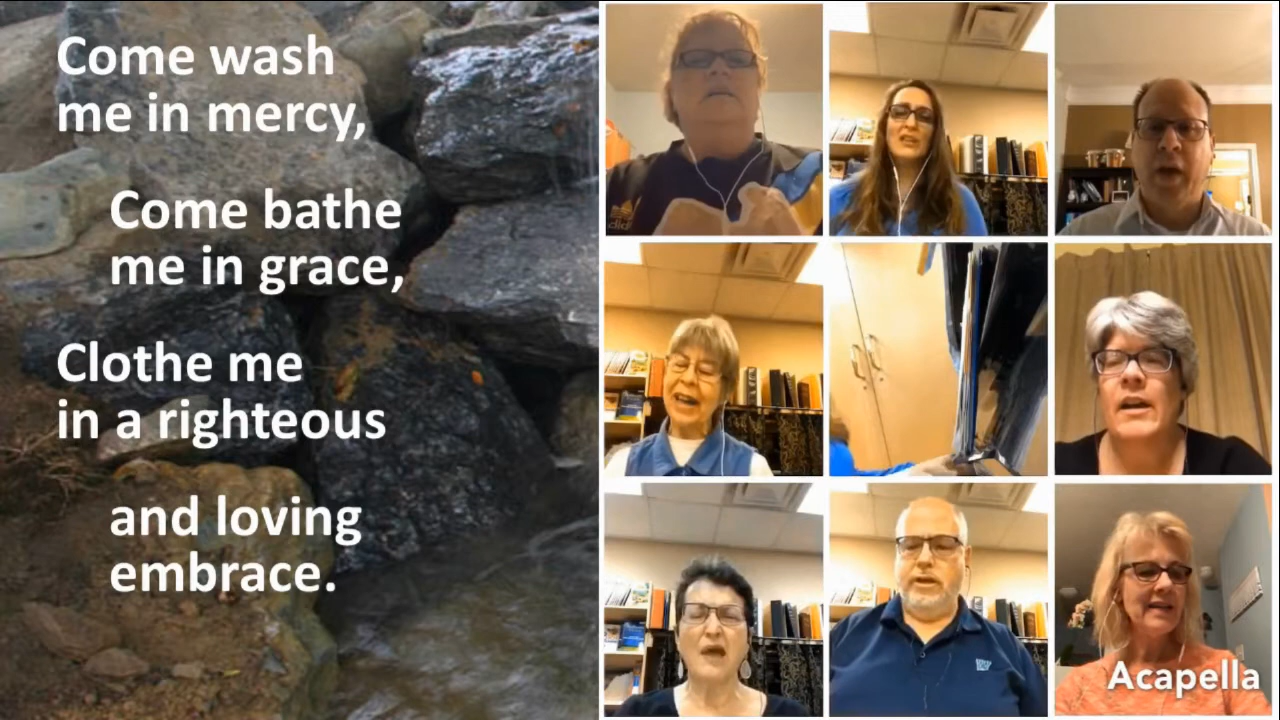 Come wash
me in mercy,
Come bathe
me in grace,
Clothe me
in a righteous
and loving
embrace.
Acapella